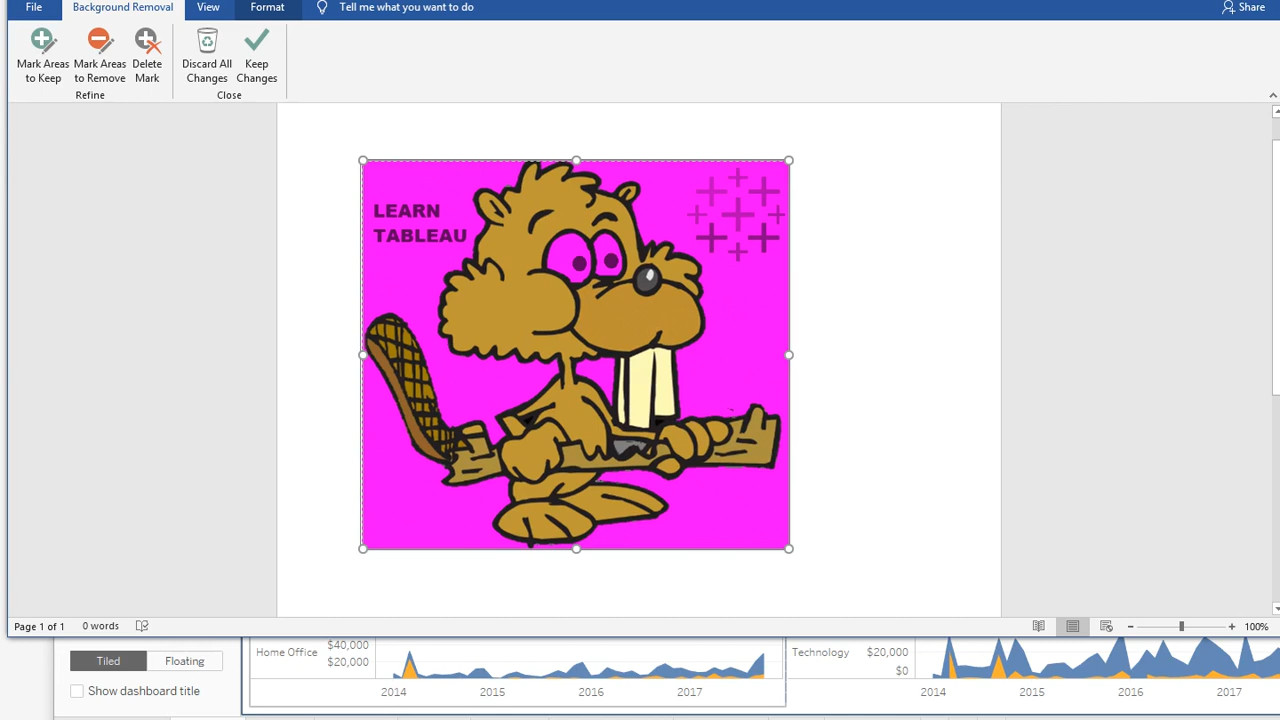 File Background Removal View Format Tell me what you want to do Share
Mark Areas to Keep
Mark Areas to Remove
Delete Mark
Discard All Changes
Keep Changes
Refine Close
LEARN
TABLEAU
Page 1 of 1 0 words 100%
Tiled Floating
Show dashboard title
Home Office
$40,000
$20,000
2014 2015 2016 2017
Technology
$20,000
$0
2014 2015 2016 2017